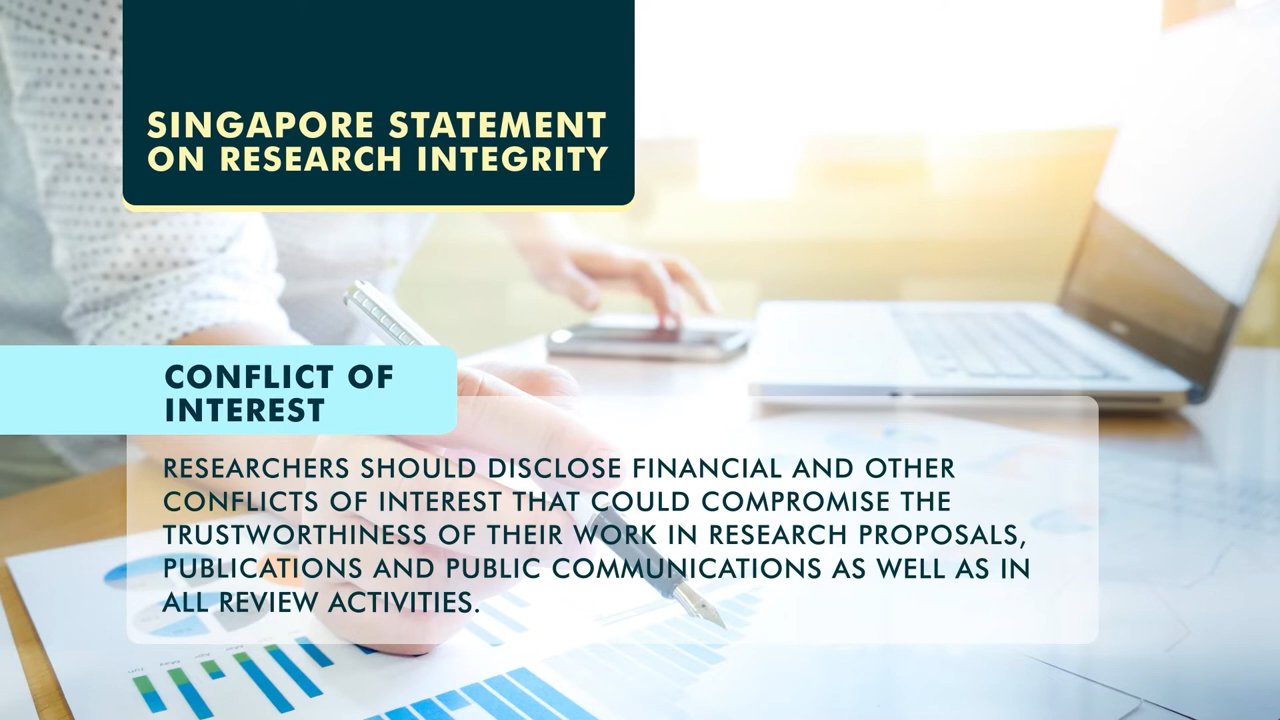 SINGAPORE STATEMENT
ON RESEARCH INTEGRITY
CONFLICT OF
INTEREST
RESEARCHERS SHOULD DISCLOSE FINANCIAL AND OTHER
CONFLICTS OF INTEREST THAT COULD COMPROMISE THE
TRUSTWORTHINESS OF THEIR WORK IN RESEARCH PROPOSALS,
PUBLICATIONS AND PUBLIC COMMUNICATIONS AS WELL AS IN
ALL REVIEW ACTIVITIES.